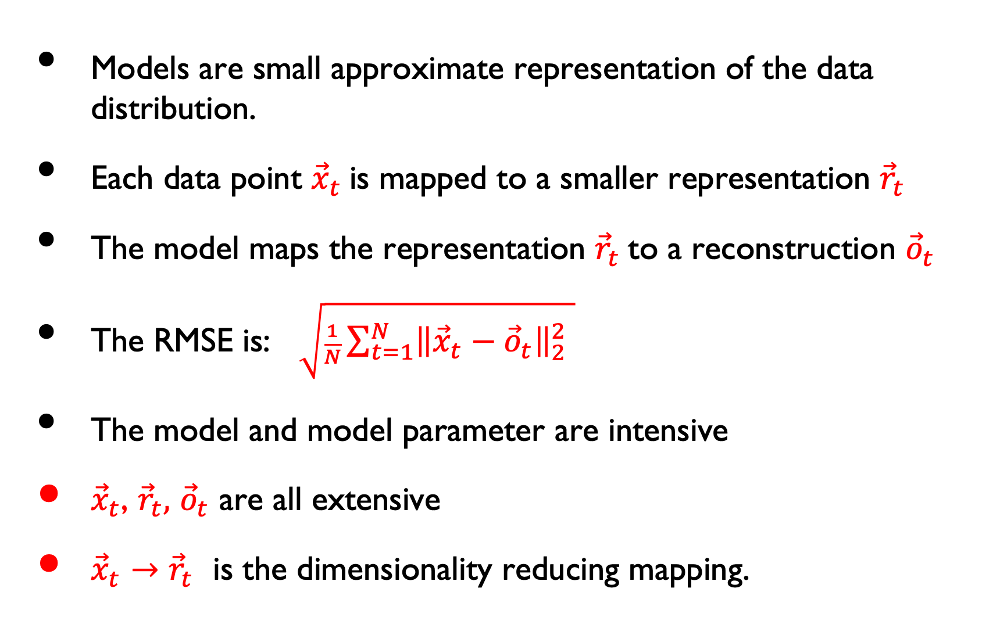 • Models are small approximate representation of the data
distribution.
• Each data point $\vec{x}_t$ is mapped to a smaller representation $\vec{r}_t$
• The model maps the representation $\vec{r}_t$ to a reconstruction $\vec{o}_t$
• The RMSE is: $\sqrt{\frac{1}{N}\sum_{t=1}^{N}\|\vec{x}_t - \vec{o}_t\|_2^2}$
• The model and model parameter are intensive
• $\vec{x}_t, \vec{r}_t, \vec{o}_t$ are all extensive
• $\vec{x}_t \rightarrow \vec{r}_t$ is the dimensionality reducing mapping.